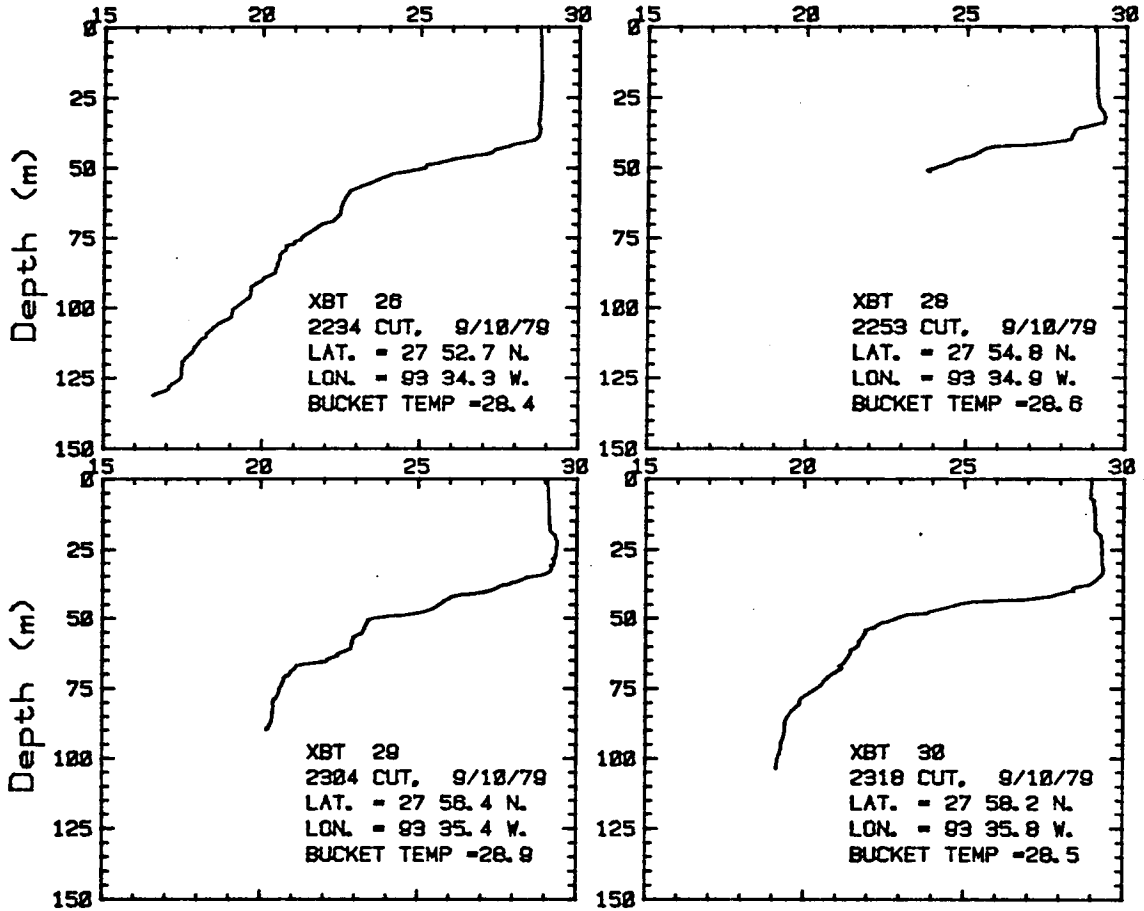 15 20 25 30
0
25
50
75
100
125
150
Depth (m)
XBT 26
2234 CUT, 9/10/79
LAT. = 27 52.7 N.
LON. = 93 34.3 W.
BUCKET TEMP =28.4
15 20 25 30
0
25
50
75
100
125
150
XBT 28
2253 CUT, 9/10/79
LAT. = 27 54.8 N.
LON. = 93 34.9 W.
BUCKET TEMP =28.6
15 20 25 30
0
25
50
75
100
125
150
Depth (m)
XBT 29
2304 CUT, 9/10/79
LAT. = 27 56.4 N.
LON. = 93 35.4 W.
BUCKET TEMP =28.9
15 20 25 30
0
25
50
75
100
125
150
XBT 30
2318 CUT, 9/10/79
LAT. = 27 58.2 N.
LON. = 93 35.8 W.
BUCKET TEMP =28.5